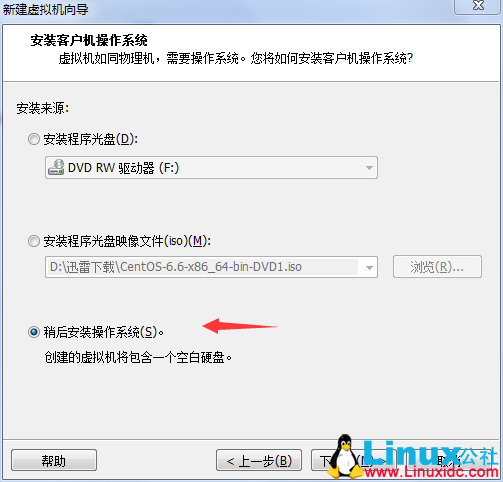 新建虚拟机向导
安装客户机操作系统
虚拟机如同物理机，需要操作系统。您将如何安装客户机操作系统?
安装来源:
安装程序光盘(D):
DVD RW 驱动器 (F:)
安装程序光盘映像文件(iso)(M):
D:\迅雷下载\CentOS-6.6-x86_64-bin-DVD1.iso
浏览(R)...
稍后安装操作系统(S)。
创建的虚拟机将包含一个空白硬盘。
帮助
< 上一步(B)
下
取消
Linux公社
www.Linuxidc.com